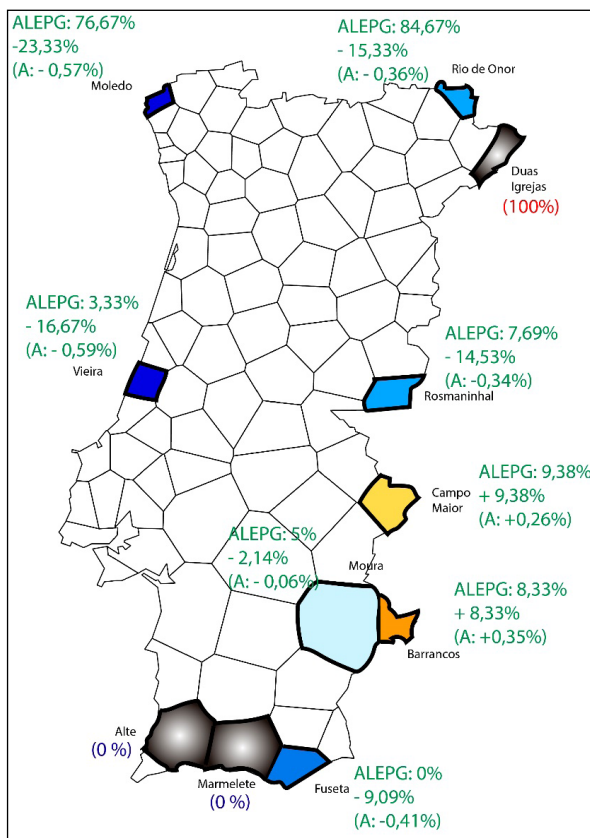 ALEPG: 76,67%
-23,33%
(A: - 0,57%)
Moledo
ALEPG: 84,67%
- 15,33%
(A: - 0,36%)
Rio de Onor
Duas
Igrejas
(100%)
ALEPG: 3,33%
- 16,67%
(A: - 0,59%)
Vieira
ALEPG: 7,69%
- 14,53%
(A: -0,34%)
Rosmaninhal
ALEPG: 9,38%
+ 9,38%
(A: +0,26%)
Campo
Maior
ALEPG: 5%
- 2,14%
(A: - 0,06%)
Moura
ALEPG: 8,33%
+ 8,33%
(A: +0,35%)
Barrancos
Alte
(0 %)
Marmelete
(0 %)
Fuseta
ALEPG: 0%
- 9,09%
(A: -0,41%)